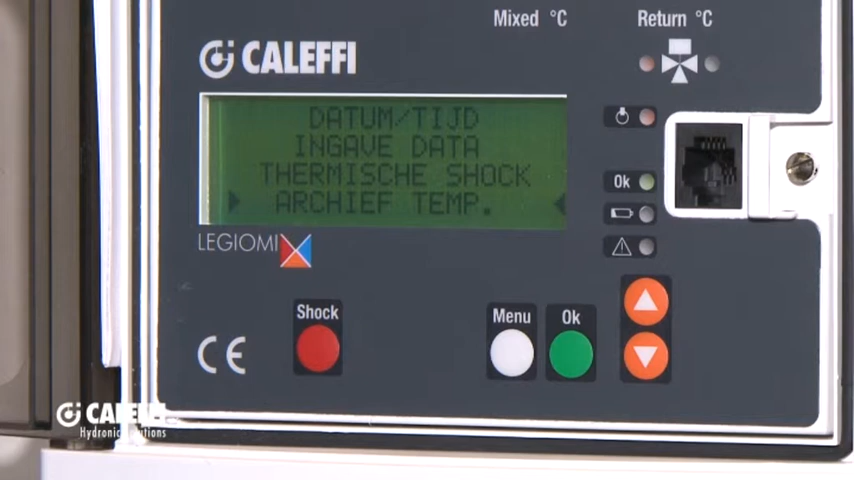 Mixed °C
Return °C
CALEFFI
DATUM/TIJD
INGAVE DATA
THERMISCHE SHOCK
ARCHIEF TEMP.
Ok
LEGIOMIX
Shock
Menu
Ok
CE
CALEFFI
Hydronic Solutions